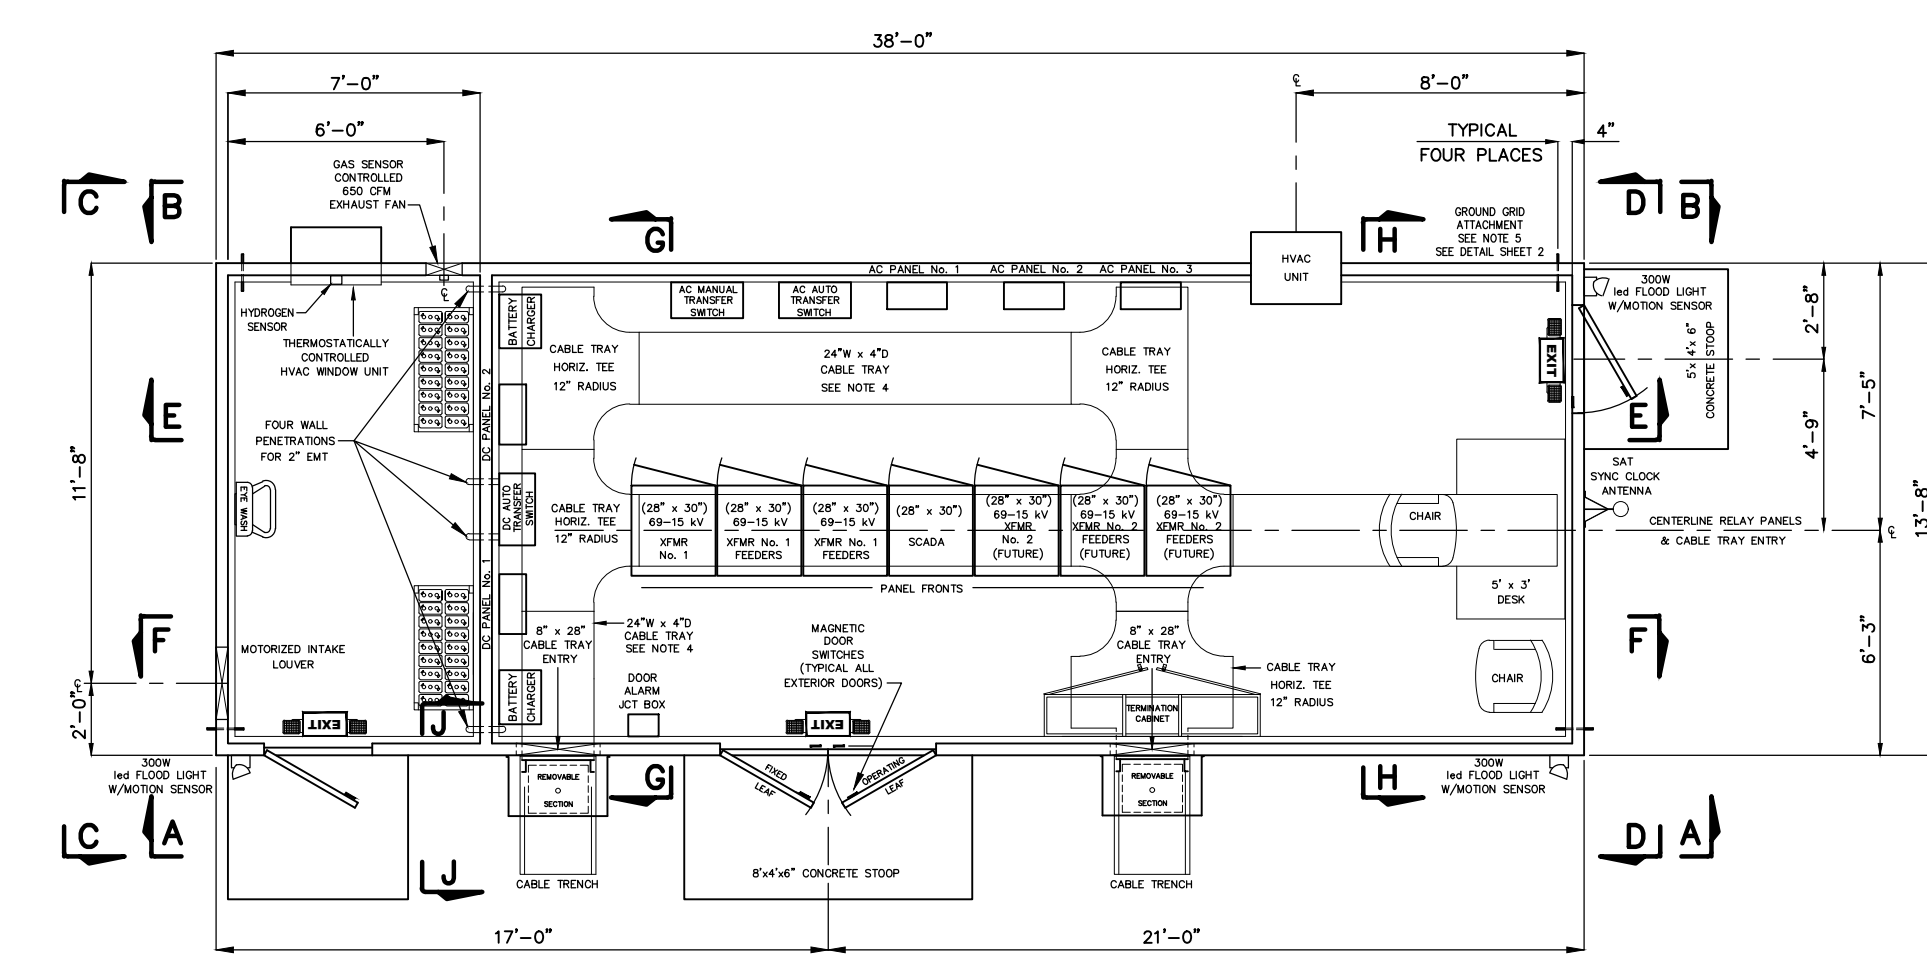 38'-0"
7'-0"
℄
8'-0"
6'-0"
TYPICAL
FOUR PLACES
4"
GAS SENSOR
CONTROLLED
650 CFM
EXHAUST FAN
C
B
G
H
D
B
GROUND GRID
ATTACHMENT
SEE NOTE 5
SEE DETAIL SHEET 2
HVAC
UNIT
AC PANEL No. 1
AC PANEL No. 2
AC PANEL No. 3
℄
AC MANUAL
TRANSFER
SWITCH
AC AUTO
TRANSFER
SWITCH
300W
led FLOOD LIGHT
W/MOTION SENSOR
5'x 4'x 6"
CONCRETE STOOP
HYDROGEN
SENSOR
THERMOSTATICALLY
CONTROLLED
HVAC WINDOW UNIT
BATTERY
CHARGER
CABLE TRAY
HORIZ. TEE
12" RADIUS
24"W x 4"D
CABLE TRAY
SEE NOTE 4
CABLE TRAY
HORIZ. TEE
12" RADIUS
EXIT
2'-8"
7'-5"
4'-9"
13'-8"
E
E
DC PANEL No. 2
FOUR WALL
PENETRATIONS
FOR 2" EMT
11'-8"
EYE
WASH
DC AUTO
TRANSFER
SWITCH
CABLE TRAY
HORIZ. TEE
12" RADIUS
(28" x 30")
69-15 kV
XFMR
No. 1
(28" x 30")
69-15 kV
XFMR No. 1
FEEDERS
(28" x 30")
69-15 kV
XFMR No. 1
FEEDERS
(28" x 30")
SCADA
(28" x 30")
69-15 kV
XFMR
No. 2
(FUTURE)
(28" x 30")
69-15 kV
XFMR No. 2
FEEDERS
(FUTURE)
(28" x 30")
69-15 kV
XFMR No. 2
FEEDERS
(FUTURE)
CHAIR
SAT
SYNC CLOCK
ANTENNA
CENTERLINE RELAY PANELS
& CABLE TRAY ENTRY
℄
PANEL FRONTS
5' x 3'
DESK
DC PANEL No. 1
F
F
MOTORIZED INTAKE
LOUVER
8" x 28"
CABLE TRAY
ENTRY
24"W x 4"D
CABLE TRAY
SEE NOTE 4
MAGNETIC
DOOR
SWITCHES
(TYPICAL ALL
EXTERIOR DOORS)
8" x 28"
CABLE TRAY
ENTRY
CABLE TRAY
HORIZ. TEE
12" RADIUS
CHAIR
6'-3"
℄
2'-0"
BATTERY
CHARGER
DOOR
ALARM
JCT BOX
TERMINATION
CABINET
EXIT
J
EXIT
300W
led FLOOD LIGHT
W/MOTION SENSOR
G
REMOVABLE
SECTION
FIXED
LEAF
OPERATING
LEAF
REMOVABLE
SECTION
H
300W
led FLOOD LIGHT
W/MOTION SENSOR
C
A
D
A
J
CABLE TRENCH
8'x4'x6" CONCRETE STOOP
CABLE TRENCH
17'-0"
21'-0"